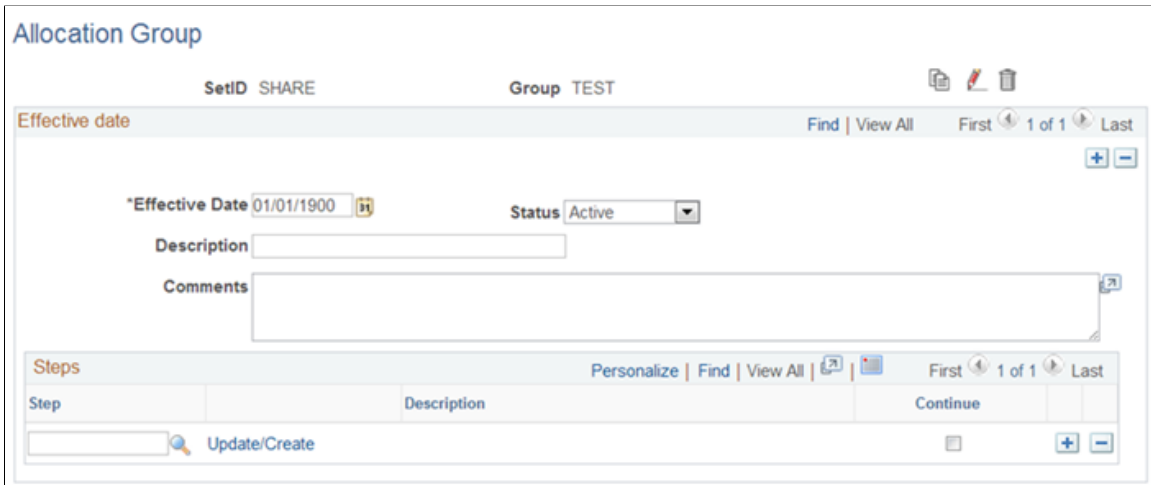 Allocation Group
SetID SHARE Group TEST
Effective date Find | View All First 1 of 1 Last
*Effective Date 01/01/1900 31 Status Active
Description
Comments
Steps Personalize | Find | View All | | First 1 of 1 Last
Step Description Continue
Update/Create